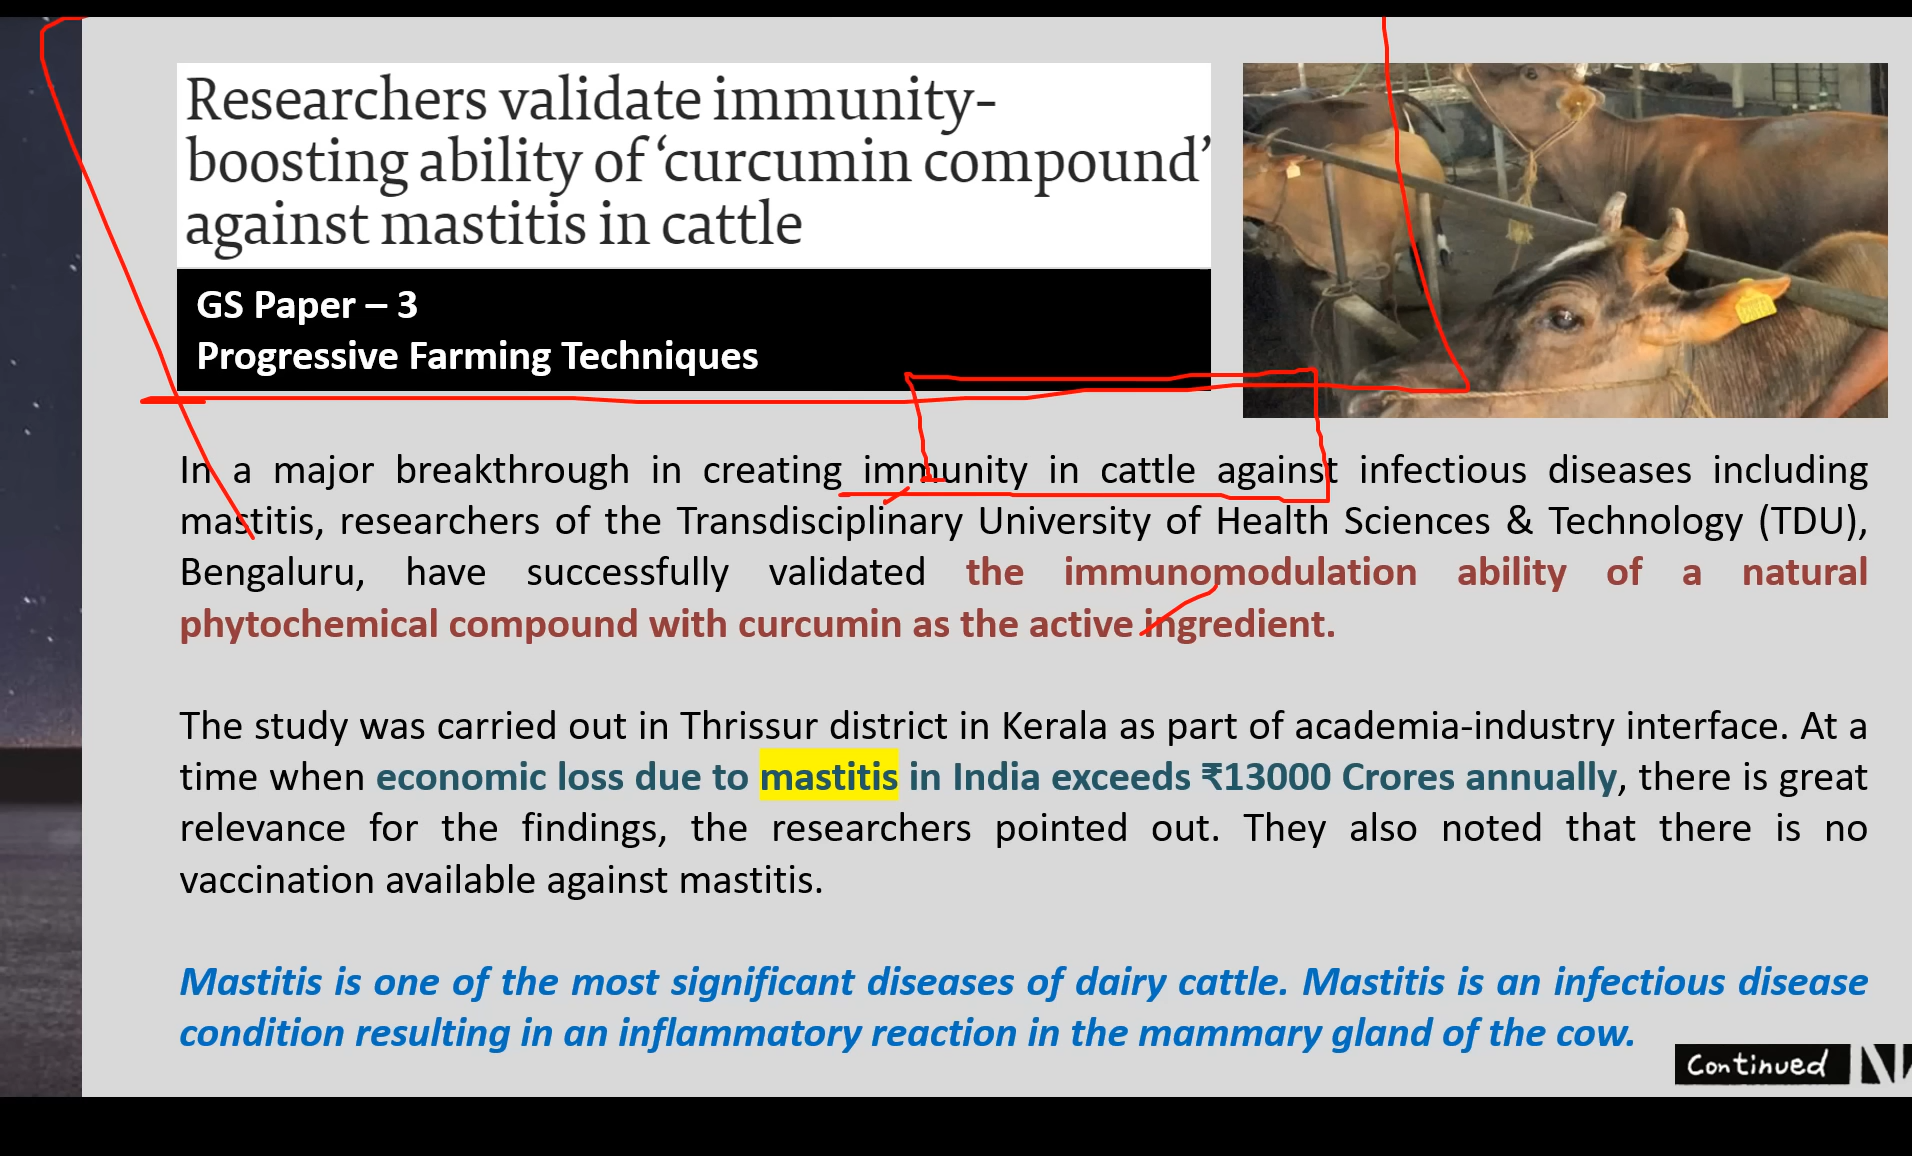 Researchers validate immunity-
boosting ability of ‘curcumin compound’
against mastitis in cattle
GS Paper – 3
Progressive Farming Techniques
In a major breakthrough in creating immunity in cattle against infectious diseases including
mastitis, researchers of the Transdisciplinary University of Health Sciences & Technology (TDU),
Bengaluru, have successfully validated the immunomodulation ability of a natural
phytochemical compound with curcumin as the active ingredient.
The study was carried out in Thrissur district in Kerala as part of academia-industry interface. At a
time when economic loss due to mastitis in India exceeds ₹13000 Crores annually, there is great
relevance for the findings, the researchers pointed out. They also noted that there is no
vaccination available against mastitis.
Mastitis is one of the most significant diseases of dairy cattle. Mastitis is an infectious disease
condition resulting in an inflammatory reaction in the mammary gland of the cow.
Continued